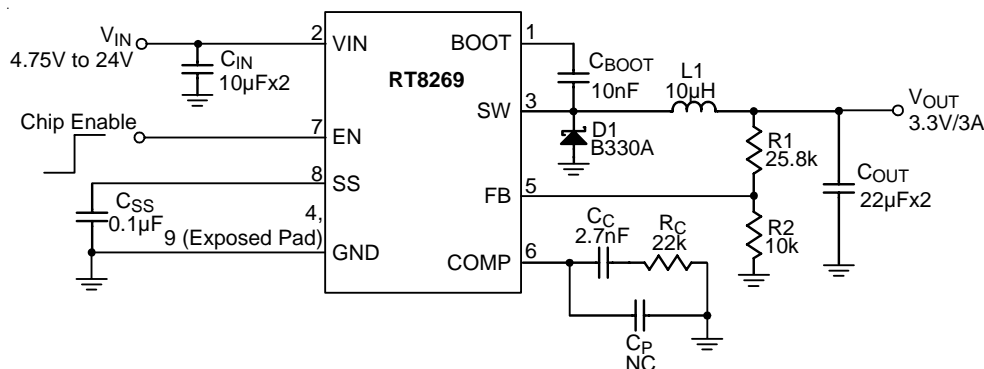 VIN
4.75V to 24V
CIN
10µFx2
2
VIN
RT8269
BOOT
1
CBOOT
10nF
L1
10µH
SW
3
VOUT
3.3V/3A
Chip Enable
7
EN
D1
B330A
R1
25.8k
8
SS
COUT
22µFx2
FB
5
CSS
0.1µF
4,
9 (Exposed Pad)
GND
R2
10k
CC
2.7nF
RC
22k
COMP
6
CP
NC